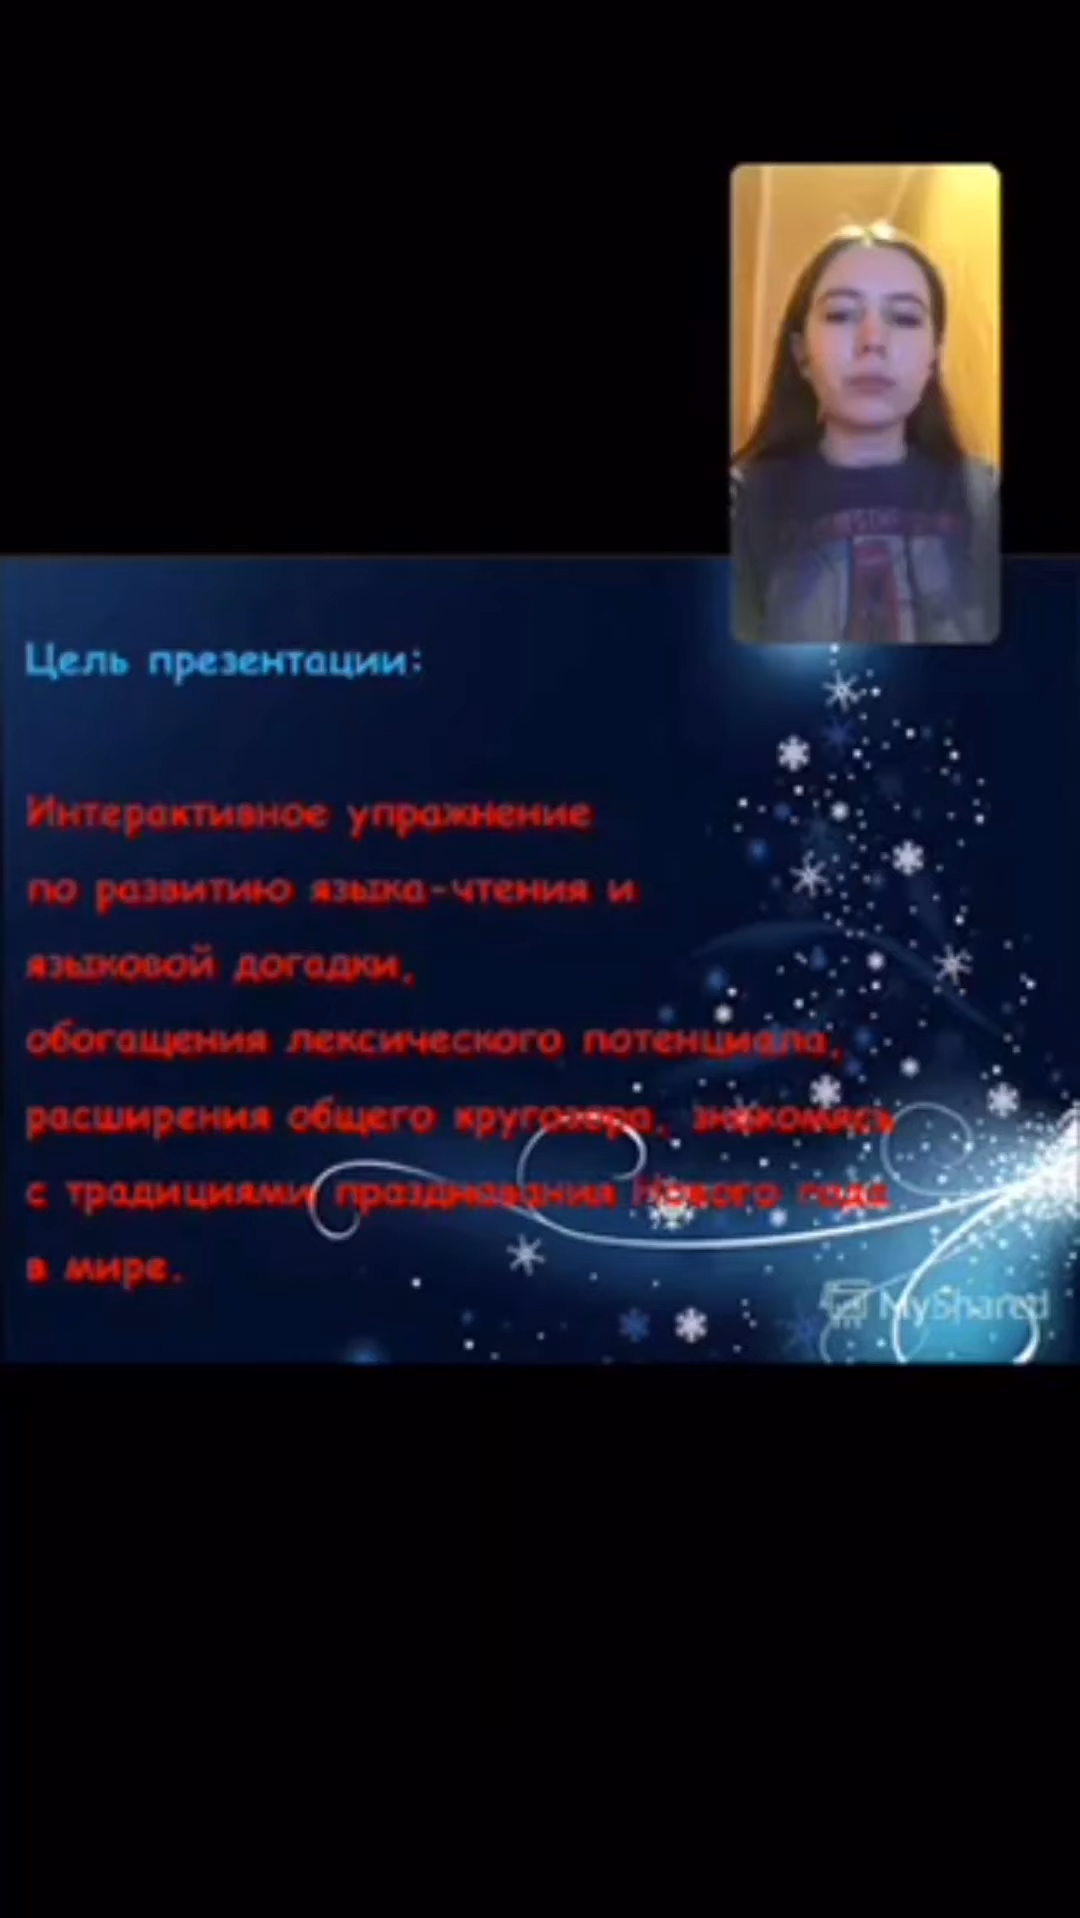 Цель презентации:
Интерактивное упражнение
по развитию языка-чтения и
языковой догадки,
обогащения лексического потенциала,
расширения общего кругозора, знакомясь
с традициями празднования Нового года
в мире.
MyShared